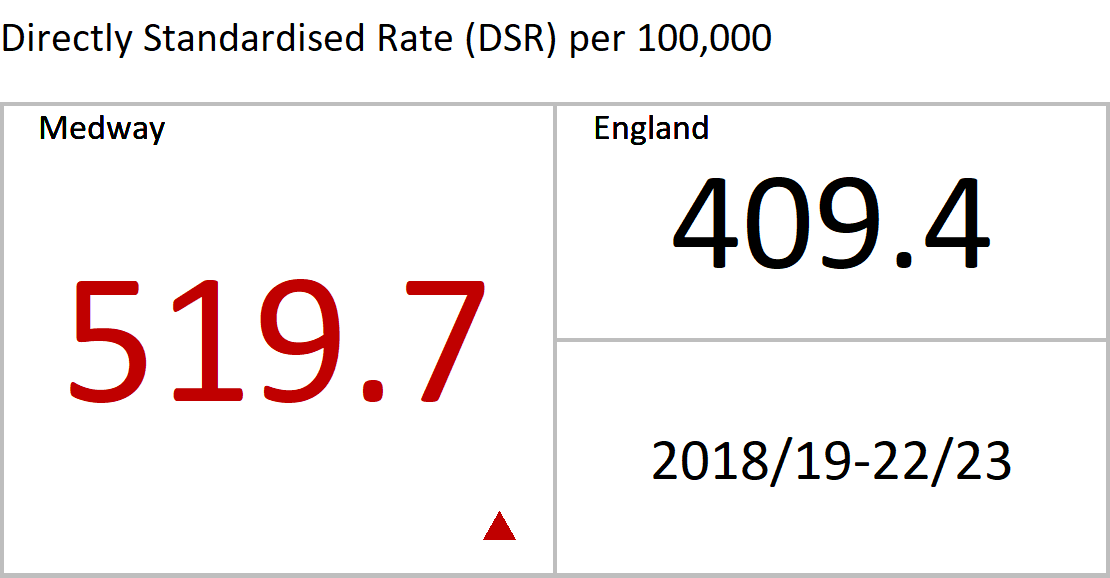 Directly Standardised Rate (DSR) per 100,000
Medway
519.7
England
409.4
2018/19-22/23